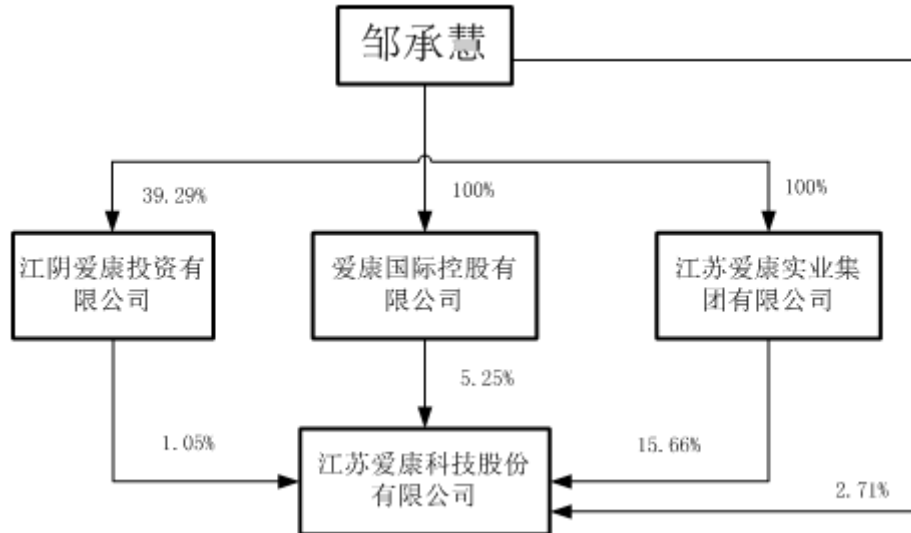 邹承慧
39.29%
100%
100%
江阴爱康投资有
限公司
爱康国际控股有
限公司
江苏爱康实业集
团有限公司
5.25%
1.05%
15.66%
江苏爱康科技股份
有限公司
2.71%